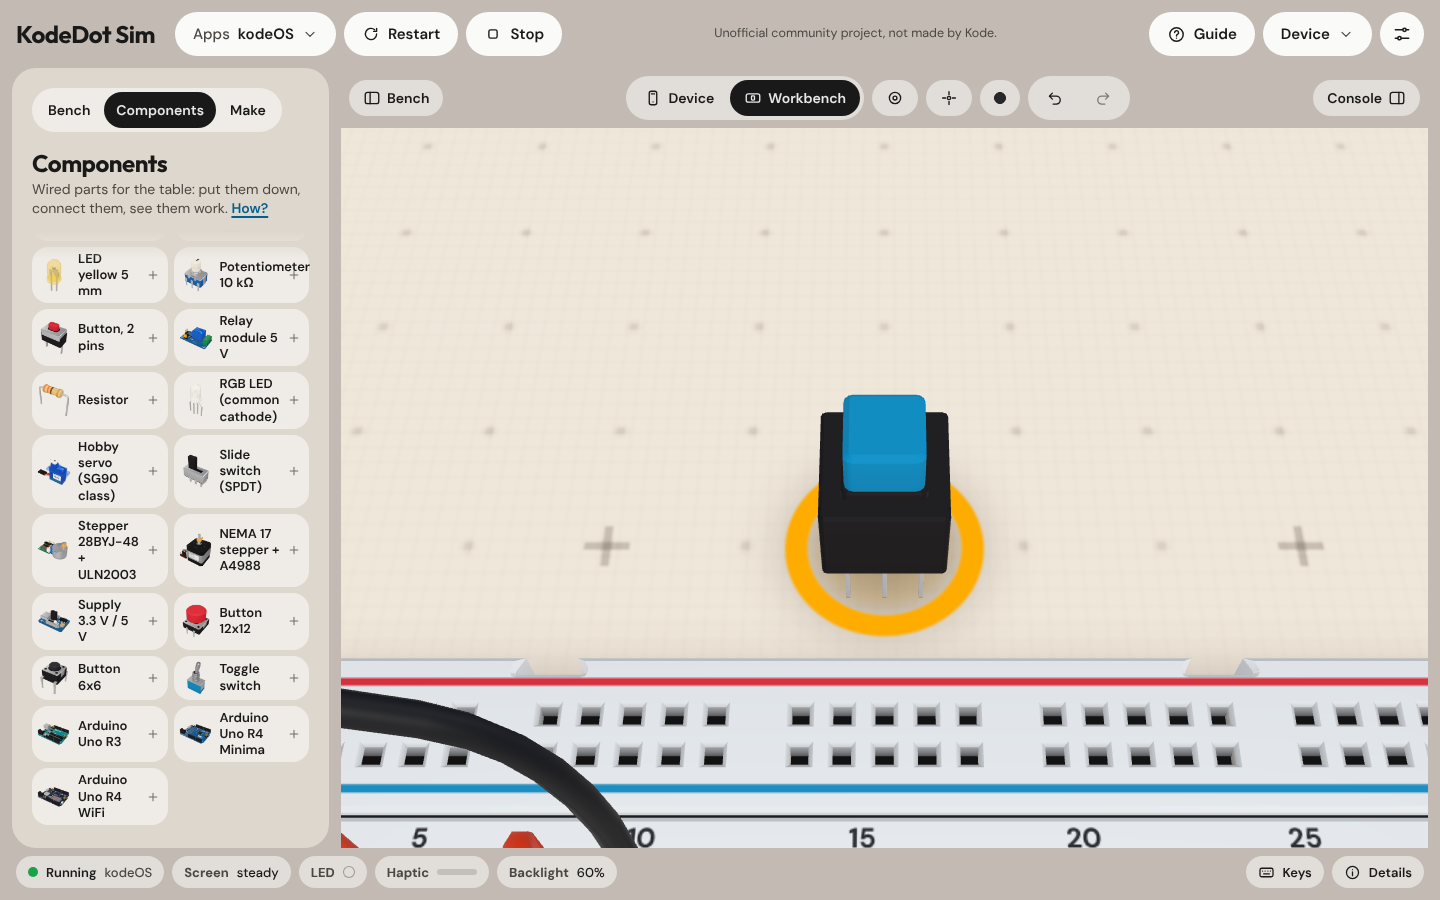 KodeDot Sim
Apps kodeOS
Restart
Stop
Unofficial community project, not made by Kode.
Guide
Device
Bench
Components
Make
Bench
Device
Workbench
Console
Components
Wired parts for the table: put them down,
connect them, see them work. How?
LED
yellow 5
mm
Potentiometer
10 kΩ
Button, 2
pins
Relay
module 5
V
Resistor
RGB LED
(common
cathode)
Hobby
servo
(SG90
class)
Slide
switch
(SPDT)
Stepper
28BYJ-48
+
ULN2003
NEMA 17
stepper +
A4988
Supply
3.3 V / 5
V
Button
12x12
Button
6x6
Toggle
switch
Arduino
Uno R3
Arduino
Uno R4
Minima
Arduino
Uno R4
WiFi
5 10 15 20 25
Running kodeOS
Screen steady
LED
Haptic
Backlight 60%
Keys
Details